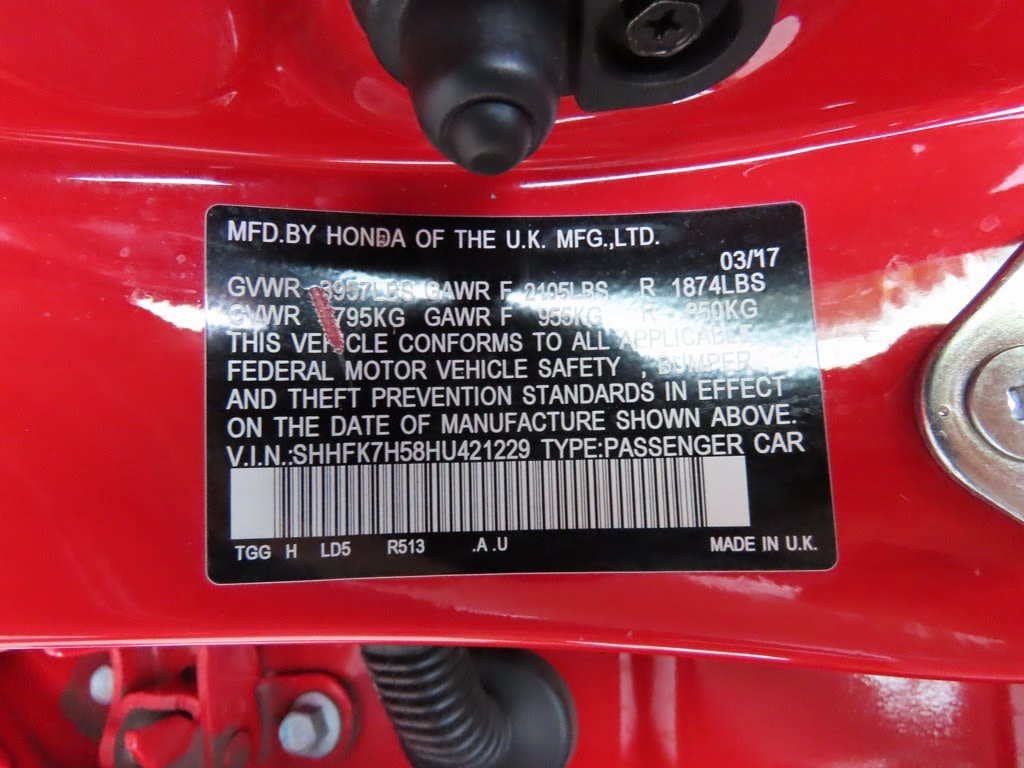 MFD.BY HONDA OF THE U.K. MFG.,LTD.
03/17
GVWR 3957LBS GAWR F 2105LBS R 1874LBS
GVWR 1795KG GAWR F 955KG R 850KG
THIS VEHICLE CONFORMS TO ALL APPLICABLE
FEDERAL MOTOR VEHICLE SAFETY , BUMPER ,
AND THEFT PREVENTION STANDARDS IN EFFECT
ON THE DATE OF MANUFACTURE SHOWN ABOVE.
V.I.N.:SHHFK7H58HU421229 TYPE:PASSENGER CAR
TGG H LD5 R513 .A .U MADE IN U.K.